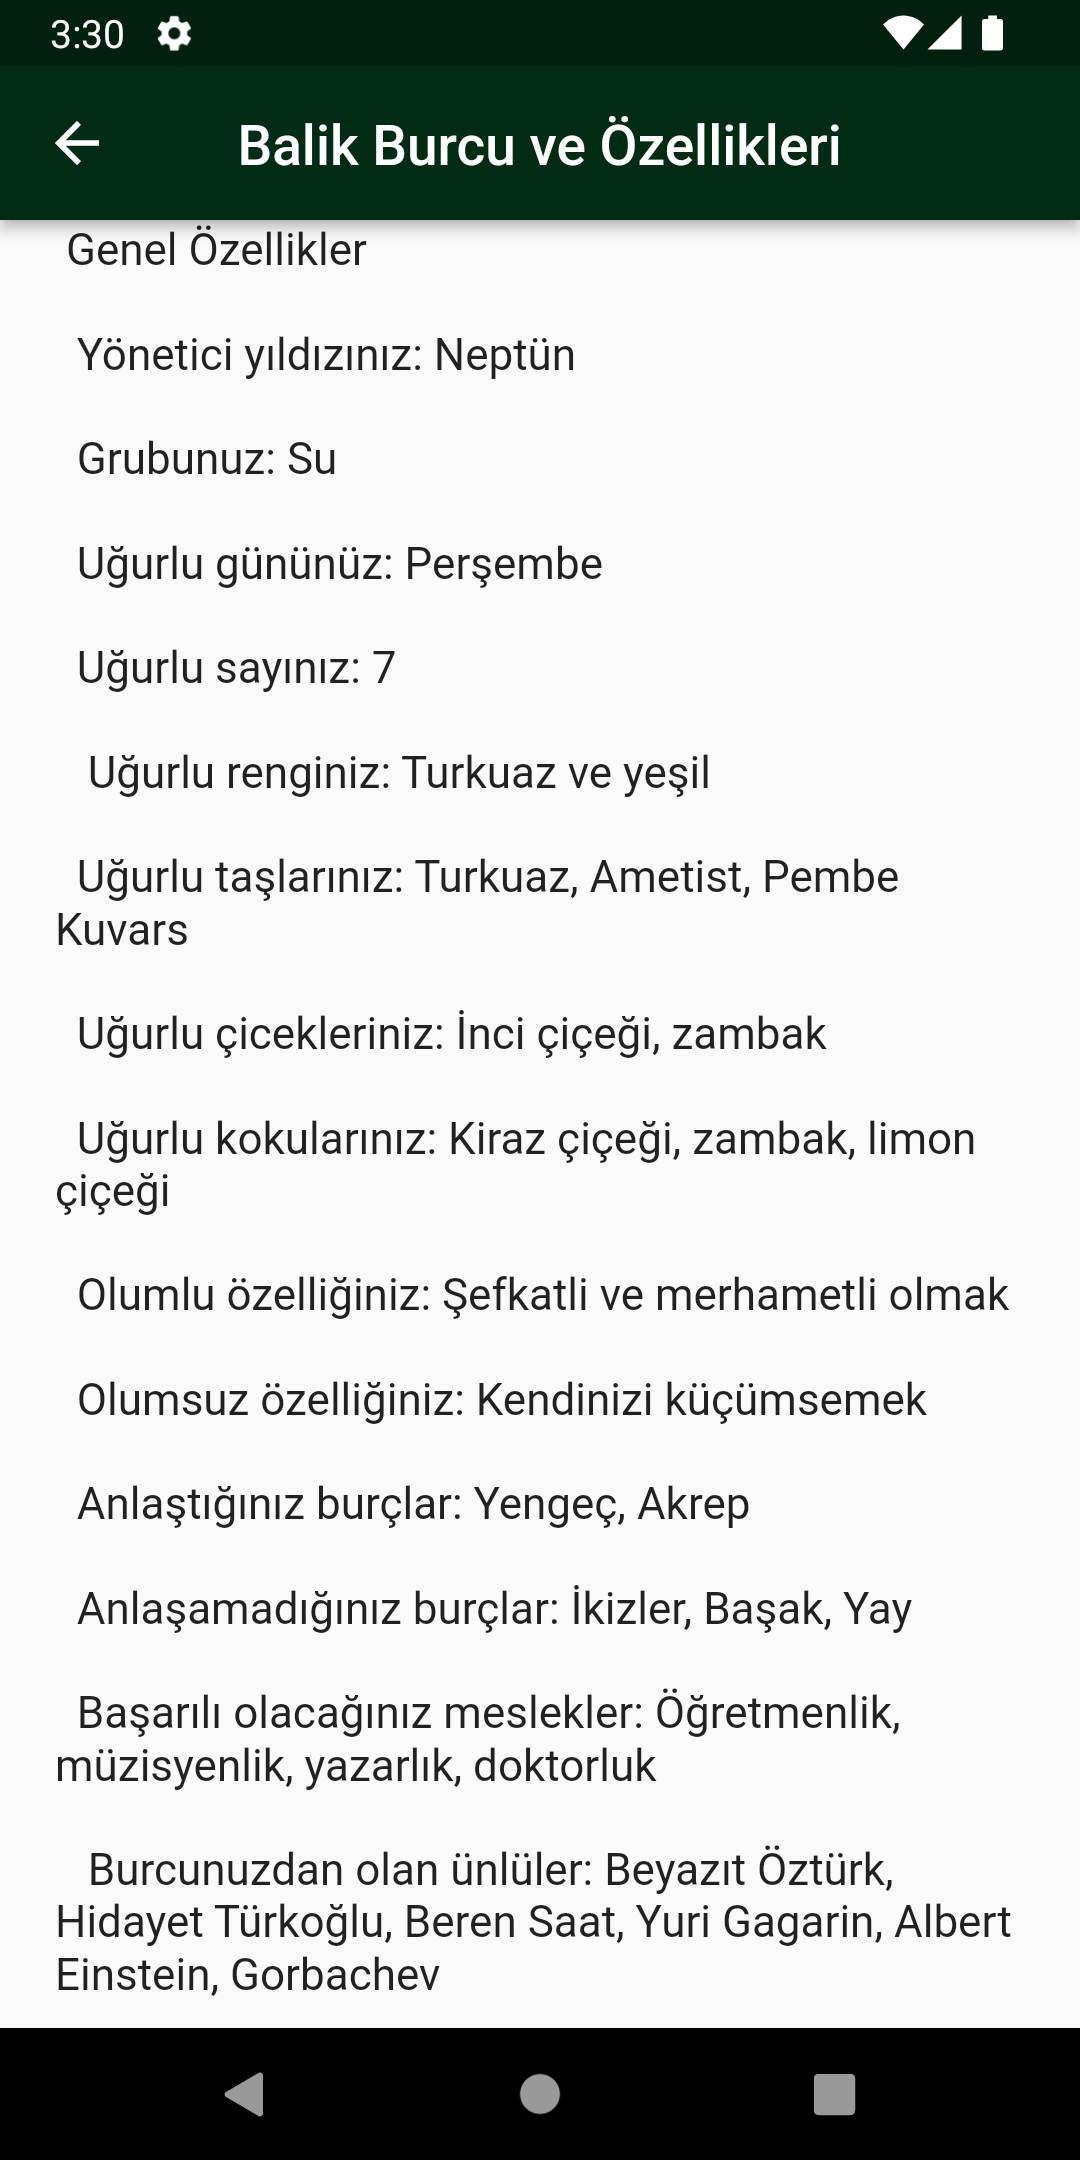 3:30
Balik Burcu ve Özellikleri
Genel Özellikler
Yönetici yıldızınız: Neptün
Grubunuz: Su
Uğurlu gününüz: Perşembe
Uğurlu sayınız: 7
Uğurlu renginiz: Turkuaz ve yeşil
Uğurlu taşlarınız: Turkuaz, Ametist, Pembe
Kuvars
Uğurlu çicekleriniz: İnci çiçeği, zambak
Uğurlu kokularınız: Kiraz çiçeği, zambak, limon
çiçeği
Olumlu özelliğiniz: Şefkatli ve merhametli olmak
Olumsuz özelliğiniz: Kendinizi küçümsemek
Anlaştığınız burçlar: Yengeç, Akrep
Anlaşamadığınız burçlar: İkizler, Başak, Yay
Başarılı olacağınız meslekler: Öğretmenlik,
müzisyenlik, yazarlık, doktorluk
Burcunuzdan olan ünlüler: Beyazıt Öztürk,
Hidayet Türkoğlu, Beren Saat, Yuri Gagarin, Albert
Einstein, Gorbachev